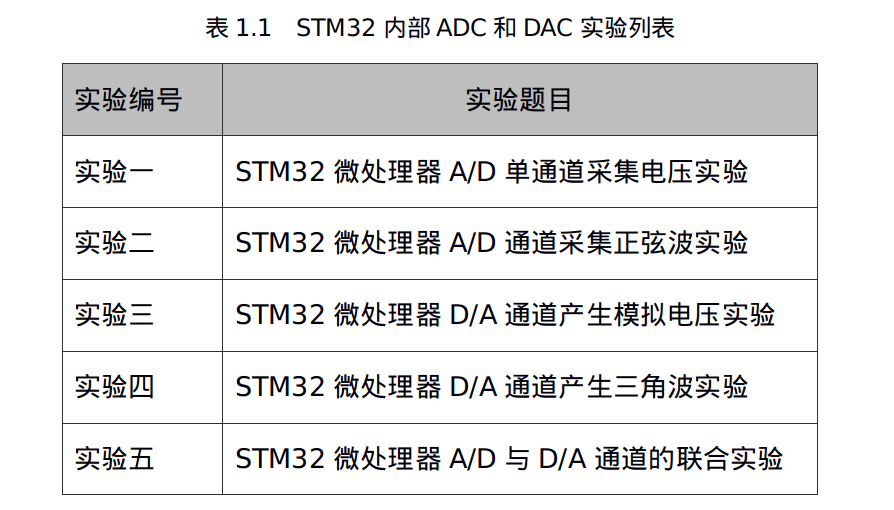 表 1.1 STM32 内部 ADC 和 DAC 实验列表
实验编号 实验题目
实验一 STM32 微处理器 A/D 单通道采集电压实验
实验二 STM32 微处理器 A/D 通道采集正弦波实验
实验三 STM32 微处理器 D/A 通道产生模拟电压实验
实验四 STM32 微处理器 D/A 通道产生三角波实验
实验五 STM32 微处理器 A/D 与 D/A 通道的联合实验